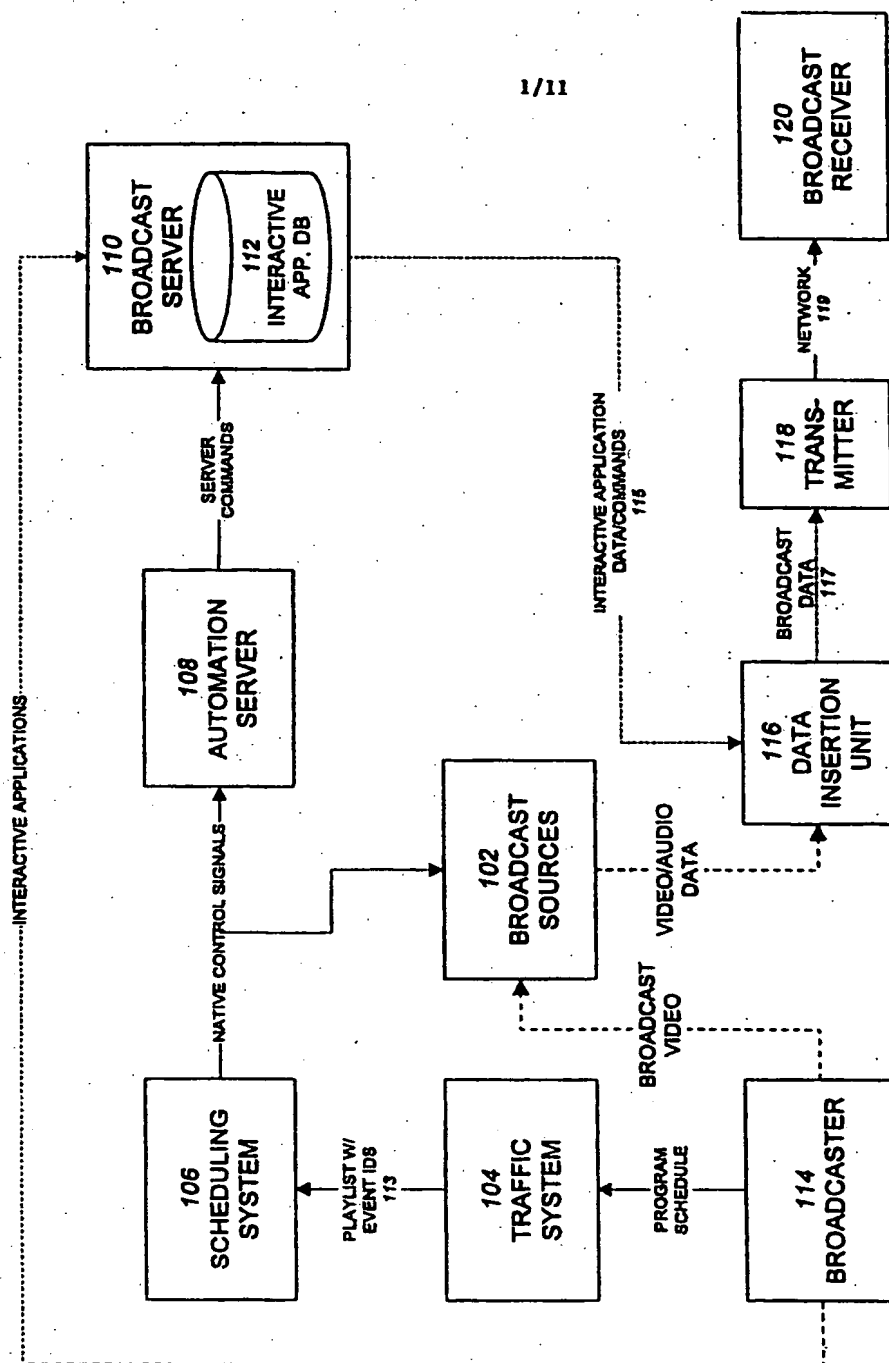 1/11
INTERACTIVE APPLICATIONS
106
SCHEDULING
SYSTEM
NATIVE CONTROL SIGNALS
108
AUTOMATION
SERVER
SERVER
COMMANDS
110
BROADCAST
SERVER
112
INTERACTIVE
APP. DB
PLAYLIST W/
EVENT IDS
113
104
TRAFFIC
SYSTEM
PROGRAM
SCHEDULE
114
BROADCASTER
BROADCAST
VIDEO
102
BROADCAST
SOURCES
VIDEO/AUDIO
DATA
INTERACTIVE APPLICATION
DATA/COMMANDS
115
116
DATA
INSERTION
UNIT
BROADCAST
DATA
117
118
TRANS-
MITTER
NETWORK
119
120
BROADCAST
RECEIVER